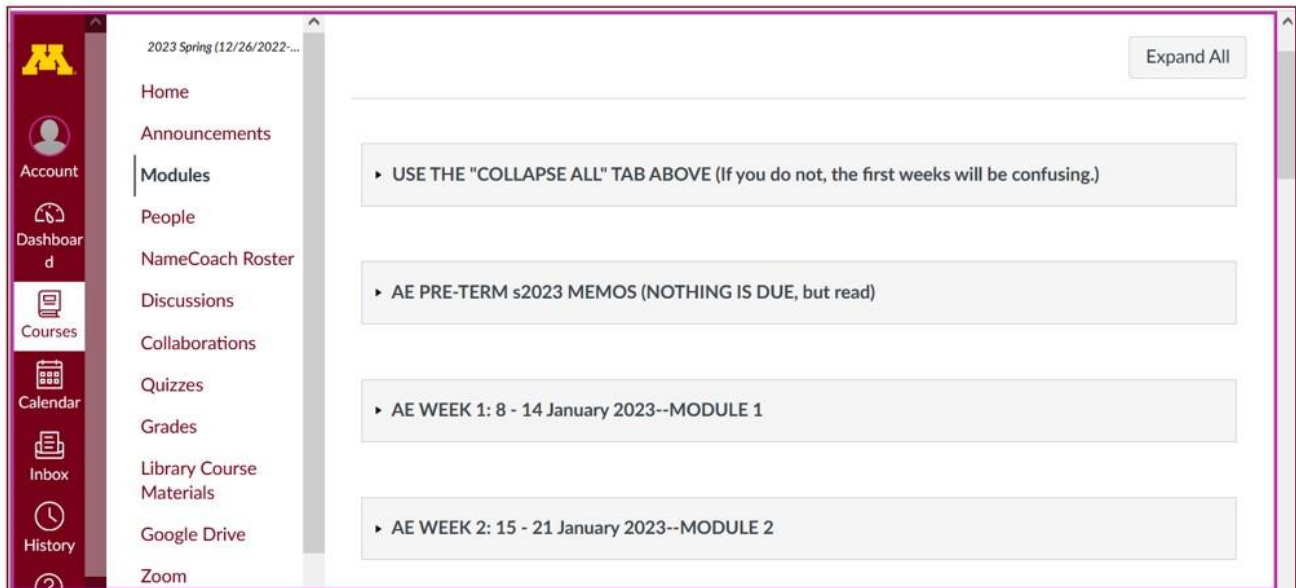 M
Account
Dashboar
d
Courses
Calendar
Inbox
History
2023 Spring (12/26/2022-...
Home
Announcements
Modules
People
NameCoach Roster
Discussions
Collaborations
Quizzes
Grades
Library Course
Materials
Google Drive
Zoom
Expand All
USE THE "COLLAPSE ALL" TAB ABOVE (If you do not, the first weeks will be confusing.)
AE PRE-TERM s2023 MEMOS (NOTHING IS DUE, but read)
AE WEEK 1: 8 - 14 January 2023--MODULE 1
AE WEEK 2: 15 - 21 January 2023--MODULE 2